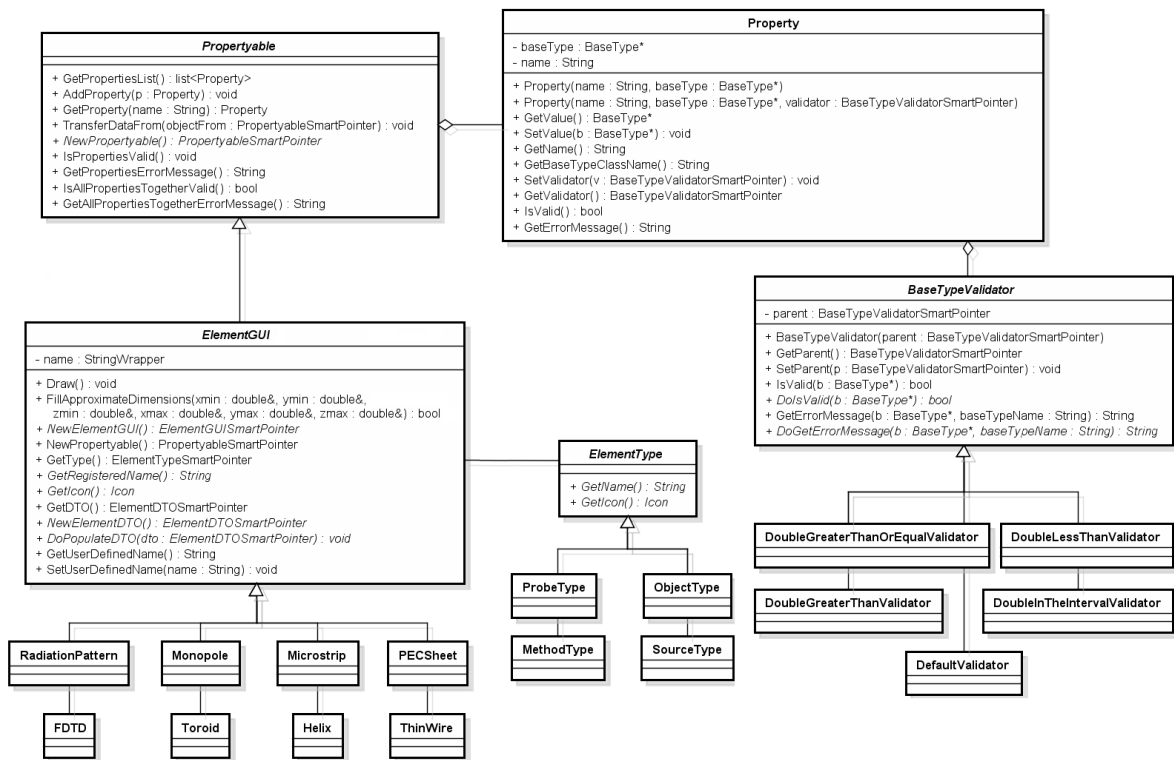 Propertyable
+ GetPropertiesList() : list<Property>
+ AddProperty(p : Property) : void
+ GetProperty(name : String) : Property
+ TransferDataFrom(objectFrom : PropertyableSmartPointer) : void
+ NewPropertyable() : PropertyableSmartPointer
+ IsPropertiesValid() : void
+ GetPropertiesErrorMessage() : String
+ IsAllPropertiesTogetherValid() : bool
+ GetAllPropertiesTogetherErrorMessage() : String
Property
- baseType : BaseType*
- name : String
+ Property(name : String, baseType : BaseType*)
+ Property(name : String, baseType : BaseType*, validator : BaseTypeValidatorSmartPointer)
+ GetValue() : BaseType*
+ SetValue(b : BaseType*) : void
+ GetName() : String
+ GetBaseTypeClassName() : String
+ SetValidator(v : BaseTypeValidatorSmartPointer) : void
+ GetValidator() : BaseTypeValidatorSmartPointer
+ IsValid() : bool
+ GetErrorMessage() : String
ElementGUI
- name : StringWrapper
+ Draw() : void
+ FillApproximateDimensions(xmin : double&, ymin : double&,
zmin : double&, xmax : double&, ymax : double&, zmax : double&) : bool
+ NewElementGUI() : ElementGUISmartPointer
+ NewPropertyable() : PropertyableSmartPointer
+ GetType() : ElementTypeSmartPointer
+ GetRegisteredName() : String
+ GetIcon() : Icon
+ GetDTO() : ElementDTOSmartPointer
+ NewElementDTO() : ElementDTOSmartPointer
+ DoPopulateDTO(dto : ElementDTOSmartPointer) : void
+ GetUserDefinedName() : String
+ SetUserDefinedName(name : String) : void
BaseTypeValidator
- parent : BaseTypeValidatorSmartPointer
+ BaseTypeValidator(parent : BaseTypeValidatorSmartPointer)
+ GetParent() : BaseTypeValidatorSmartPointer
+ SetParent(p : BaseTypeValidatorSmartPointer) : void
+ IsValid(b : BaseType*) : bool
+ DoIsValid(b : BaseType*) : bool
+ GetErrorMessage(b : BaseType*, baseTypeName : String) : String
+ DoGetErrorMessage(b : BaseType*, baseTypeName : String) : String
ElementType
+ GetName() : String
+ GetIcon() : Icon
ProbeType
ObjectType
MethodType
SourceType
DoubleGreaterThanOrEqualValidator
DoubleLessThanValidator
DoubleGreaterThanValidator
DoubleInTheIntervalValidator
DefaultValidator
RadiationPattern
Monopole
Microstrip
PECSheet
FDTD
Toroid
Helix
ThinWire